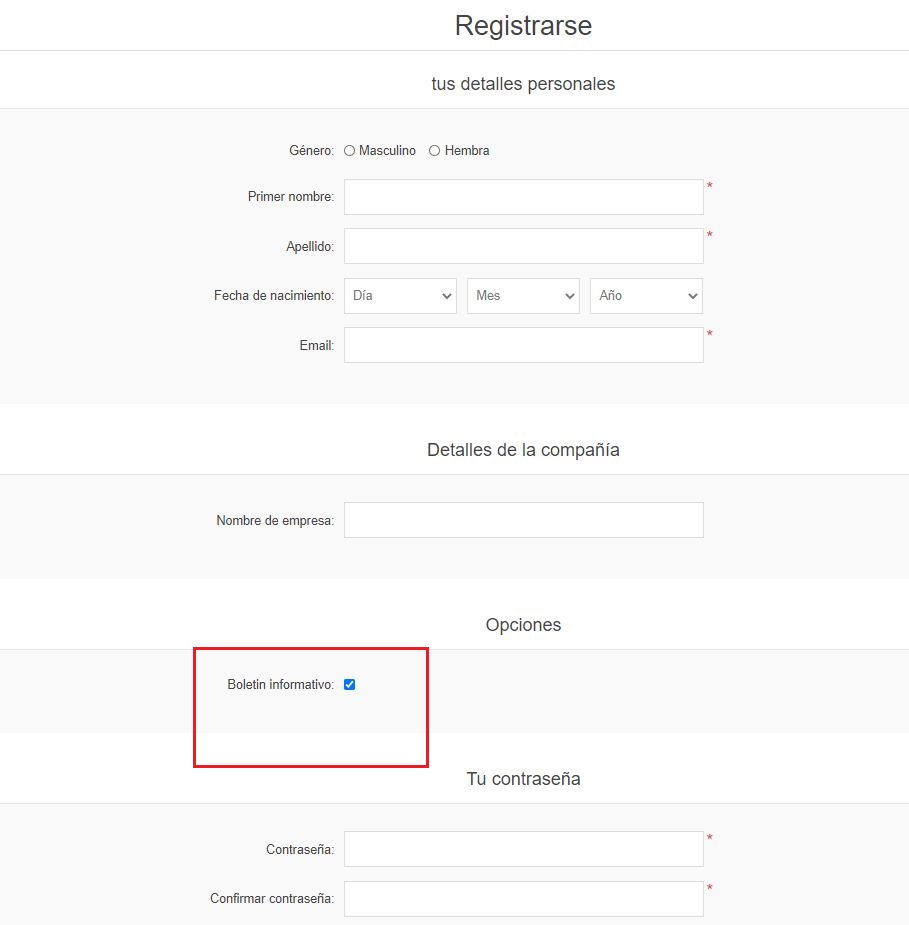 Registrarse
tus detalles personales
Género: Masculino Hembra
Primer nombre: *
Apellido: *
Fecha de nacimiento: Día Mes Año
Email: *
Detalles de la compañía
Nombre de empresa:
Opciones
Boletin informativo:
Tu contraseña
Contraseña: *
Confirmar contraseña: *